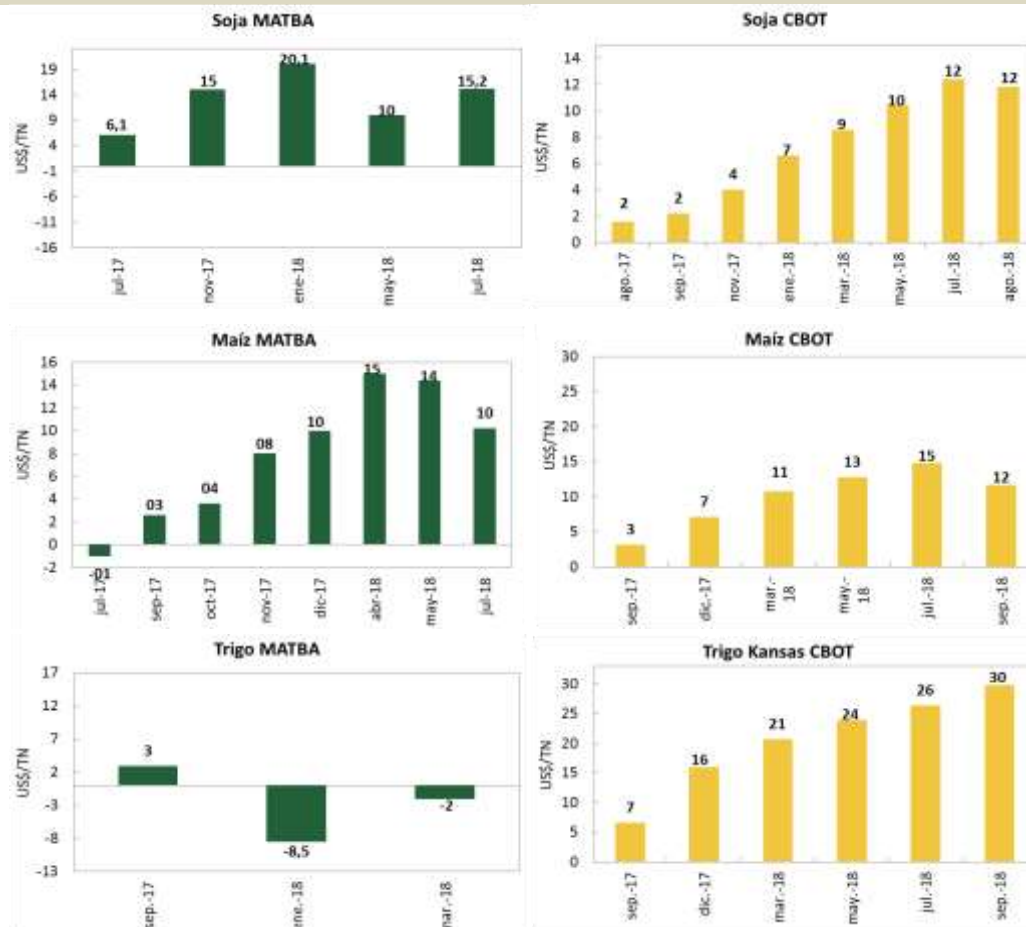 Soja MATBA
US$/TN
19
14
9
4
-1
-6
-11
-16
6,1
15
20,1
10
15,2
jul-17
nov-17
ene-18
may-18
jul-18
Soja CBOT
US$/TN
14
12
10
8
6
4
2
0
2
2
4
7
9
10
12
12
ago.-17
sep.-17
nov.-17
ene.-18
mar.-18
may.-18
jul.-18
ago.-18
Maíz MATBA
US$/TN
16
14
12
10
8
6
4
2
0
-2
-01
03
04
08
10
15
14
10
jul-17
sep-17
oct-17
nov-17
dic-17
abr-18
may-18
jul-18
Maíz CBOT
US$/TN
30
25
20
15
10
5
0
3
7
11
13
15
12
sep.-17
dic.-17
mar.-
18
may.-
18
jul.-18
sep.-18
Trigo MATBA
US$/TN
17
12
7
2
-3
-8
-13
3
-8,5
-2
sep.-17
ene.-18
mar.-18
Trigo Kansas CBOT
US$/TN
30
25
20
15
10
5
0
7
16
21
24
26
30
sep.-17
dic.-17
mar.-18
may.-18
jul.-18
sep.-18